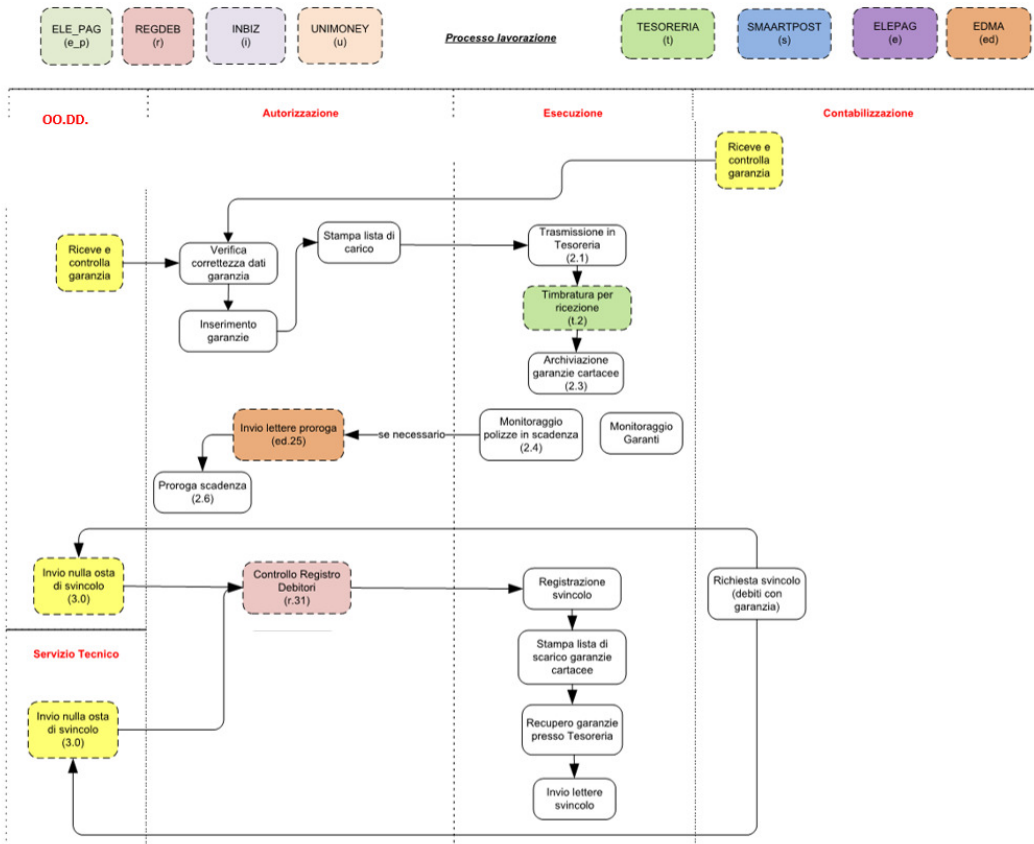 ELE_PAG
(e_p)
REGDEB
(r)
INBIZ
(i)
UNIMONEY
(u)
Processo lavorazione
TESORERIA
(t)
SMAARTPOST
(s)
ELEPAG
(e)
EDMA
(ed)
OO.DD.
Autorizzazione
Esecuzione
Contabilizzazione
Riceve e
controlla
garanzia
Riceve e
controlla
garanzia
Verifica
correttezza dati
garanzia
Stampa lista di
carico
Trasmissione in
Tesoreria
(2.1)
Inserimento
garanzie
Timbratura per
ricezione
(t.2)
Archiviazione
garanzie cartacee
(2.3)
Invio lettere proroga
(ed.25)
se necessario
Monitoraggio
polizze in scadenza
(2.4)
Monitoraggio
Garanti
Proroga scadenza
(2.6)
Invio nulla osta
di svincolo
(3.0)
Controllo Registro
Debitori
(r.31)
Registrazione
svincolo
Richiesta svincolo
(debiti con
garanzia)
Servizio Tecnico
Stampa lista di
scarico garanzie
cartacee
Invio nulla osta
di svincolo
(3.0)
Recupero garanzie
presso Tesoreria
Invio lettere
svincolo